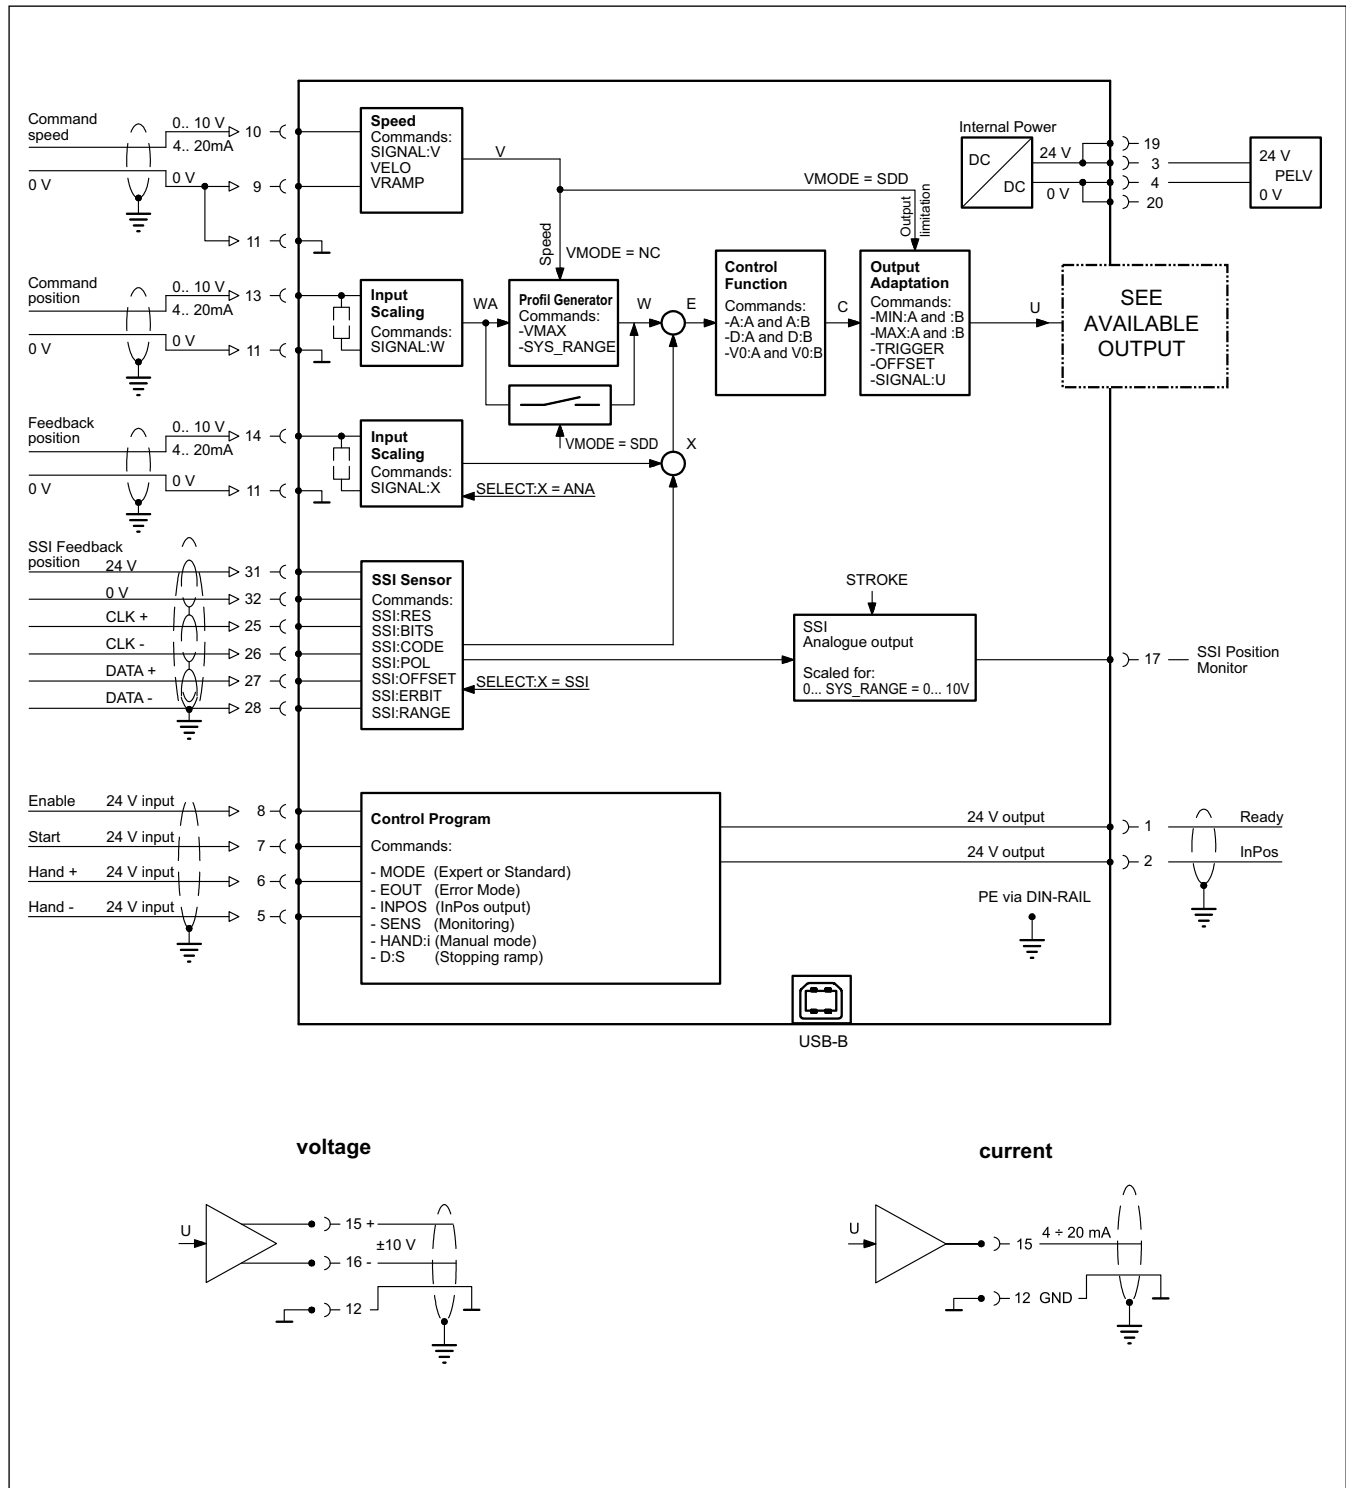 Command
speed
0.. 10 V
4.. 20mA
10
0 V
0 V
9
11
Speed
Commands:
SIGNAL:V
VELO
VRAMP
V
VMODE = SDD
Speed
VMODE = NC
Output
limitation
Internal Power
DC
DC
24 V
0 V
19
3
4
20
24 V
PELV
0 V
Command
position
0.. 10 V
4.. 20mA
13
0 V
0 V
11
Input
Scaling
Commands:
SIGNAL:W
WA
Profil Generator
Commands:
-VMAX
-SYS_RANGE
W
E
Control
Function
Commands:
-A:A and A:B
-D:A and D:B
-V0:A and V0:B
C
Output
Adaptation
Commands:
-MIN:A and :B
-MAX:A and :B
-TRIGGER
-OFFSET
-SIGNAL:U
U
SEE
AVAILABLE
OUTPUT
VMODE = SDD
X
Feedback
position
0.. 10 V
4.. 20mA
14
0 V
0 V
11
Input
Scaling
Commands:
SIGNAL:X
SELECT:X = ANA
SSI Feedback
position
24 V
31
0 V
32
CLK +
25
CLK -
26
DATA +
27
DATA -
28
SSI Sensor
Commands:
SSI:RES
SSI:BITS
SSI:CODE
SSI:POL
SSI:OFFSET
SSI:ERBIT
SSI:RANGE
SELECT:X = SSI
STROKE
SSI
Analogue output
Scaled for:
0... SYS_RANGE = 0... 10V
17
SSI Position
Monitor
Enable 24 V input 8
Start 24 V input 7
Hand + 24 V input 6
Hand - 24 V input 5
Control Program
Commands:
- MODE (Expert or Standard)
- EOUT (Error Mode)
- INPOS (InPos output)
- SENS (Monitoring)
- HAND:i (Manual mode)
- D:S (Stopping ramp)
24 V output 1 Ready
24 V output 2 InPos
PE via DIN-RAIL
USB-B
voltage
U
15 +
±10 V
16 -
12
current
U
15 4 ÷ 20 mA
12 GND